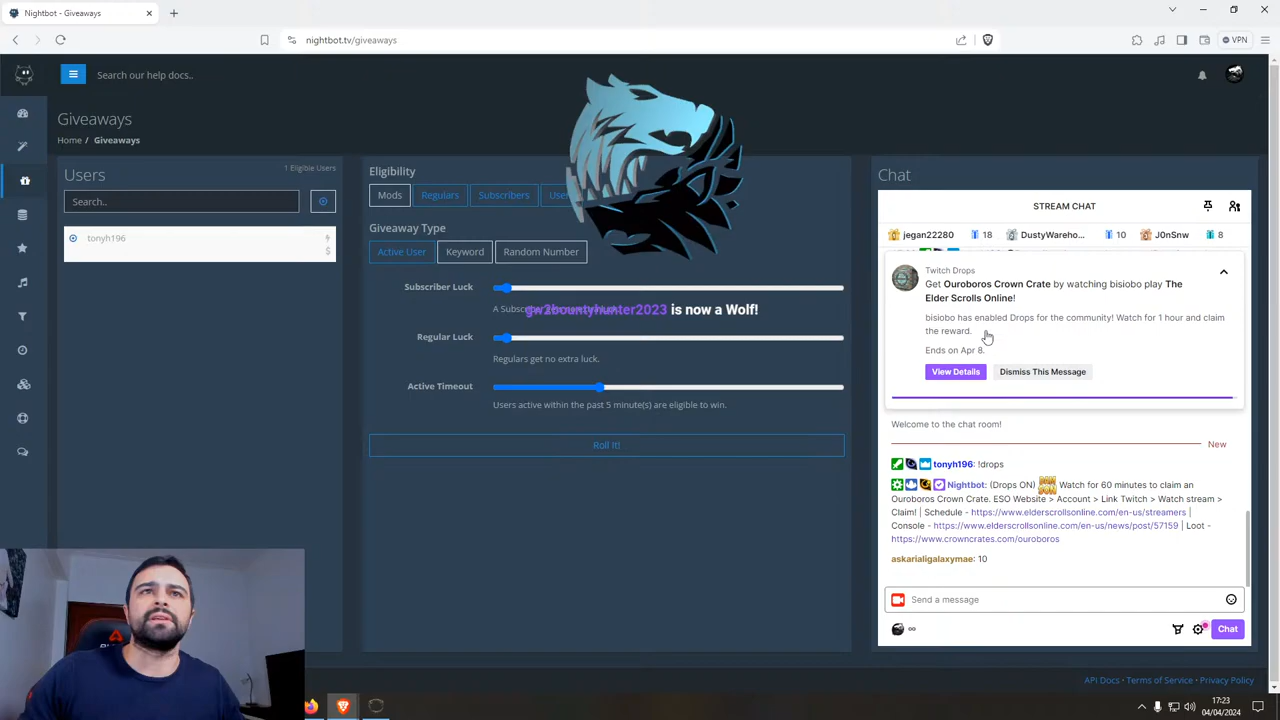 Nightbot - Giveaways
nightbot.tv/giveaways
VPN
Search our help docs..
Giveaways
Home / Giveaways
Users
1 Eligible Users
Search..
tonyh196
Eligibility
Mods
Regulars
Subscribers
Giveaway Type
Active User
Keyword
Random Number
Subscriber Luck
gw2bountyhunter2023 is now a Wolf!
Regular Luck
Regulars get no extra luck.
Active Timeout
Users active within the past 5 minute(s) are eligible to win.
Roll It!
Chat
STREAM CHAT
jegan22280 18 DustyWareho... 10 J0nSnw 8
Twitch Drops
Get Ouroboros Crown Crate by watching bisiobo play The
Elder Scrolls Online!
bisiobo has enabled Drops for the community! Watch for 1 hour and claim
the reward.
Ends on Apr 8.
View Details
Dismiss This Message
Welcome to the chat room!
New
tonyh196: !drops
Nightbot: (Drops ON) Watch for 60 minutes to claim an
Ouroboros Crown Crate. ESO Website > Account > Link Twitch > Watch stream >
Claim! | Schedule - https://www.elderscrollsonline.com/en-us/streamers |
Console - https://www.elderscrollsonline.com/en-us/news/post/57159 | Loot -
https://www.crowncrates.com/ouroboros
askarialigalaxymae: 10
Send a message
Chat
API Docs • Terms of Service • Privacy Policy
17:23
04/04/2024